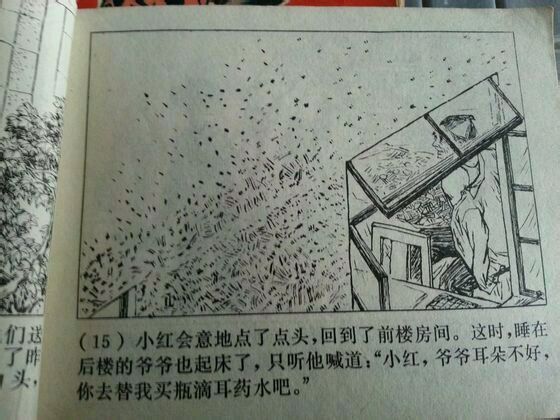 们送
了昨
头，
（15）小红会意地点了点头，回到了前楼房间。这时，睡在
后楼的爷爷也起床了，只听他喊道：“小红，爷爷耳朵不好，
你去替我买瓶滴耳药水吧。”